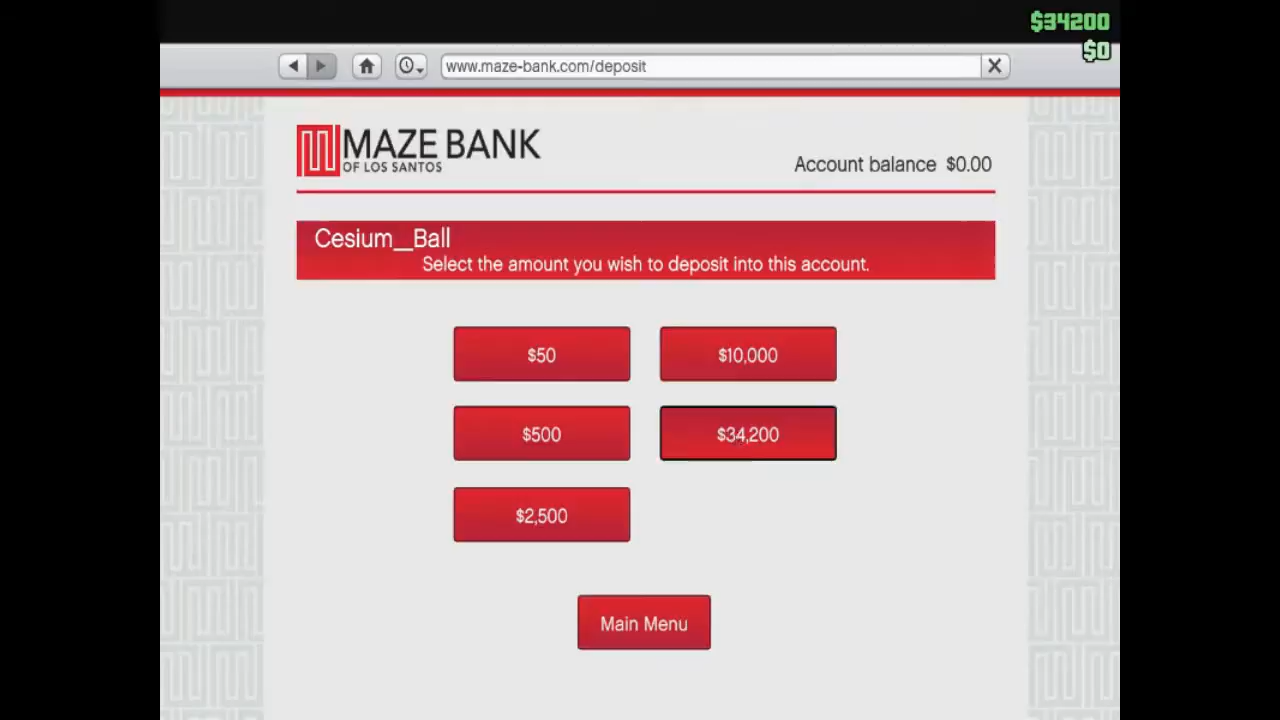 $34200
$0
www.maze-bank.com/deposit
MAZE BANK
OF LOS SANTOS
Account balance $0.00
Cesium__Ball
Select the amount you wish to deposit into this account.
$50
$10,000
$500
$34,200
$2,500
Main Menu